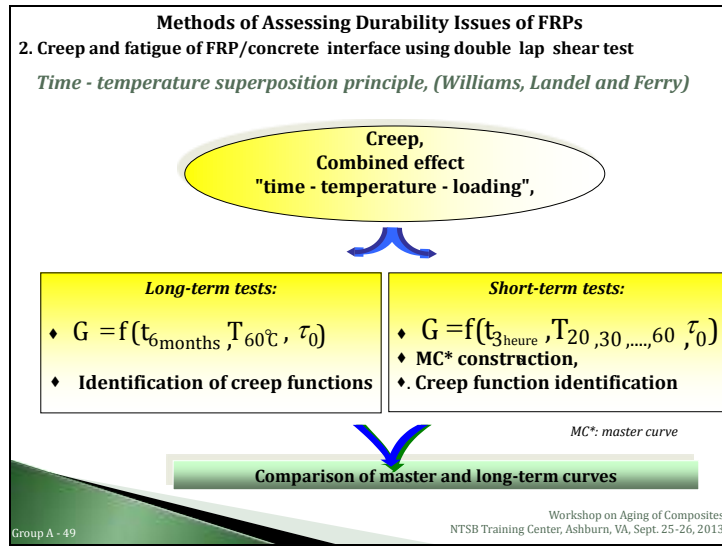 Methods of Assessing Durability Issues of FRPs
2. Creep and fatigue of FRP/concrete interface using double lap shear test
Time - temperature superposition principle, (Williams, Landel and Ferry)
Creep,
Combined effect
"time - temperature - loading",
Long-term tests:
♦ G =f(t6months ,T60℃ , τ0)
♦ Identification of creep functions
Short-term tests:
♦ G =f(t3heure ,T20 ,30 ,....,60 , τ0)
♦ MC* construction,
♦. Creep function identification
MC*: master curve
Comparison of master and long-term curves
Group A - 49
Workshop on Aging of Composites
NTSB Training Center, Ashburn, VA, Sept. 25-26, 2013